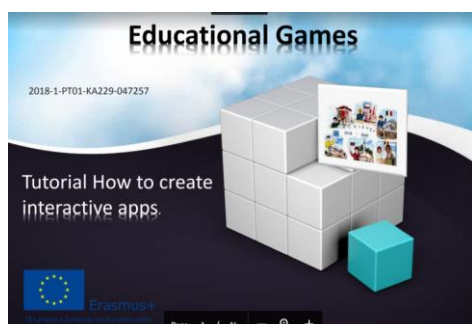 Educational Games
2018-1-PT01-KA229-047257
Tutorial How to create
interactive apps.
Erasmus+